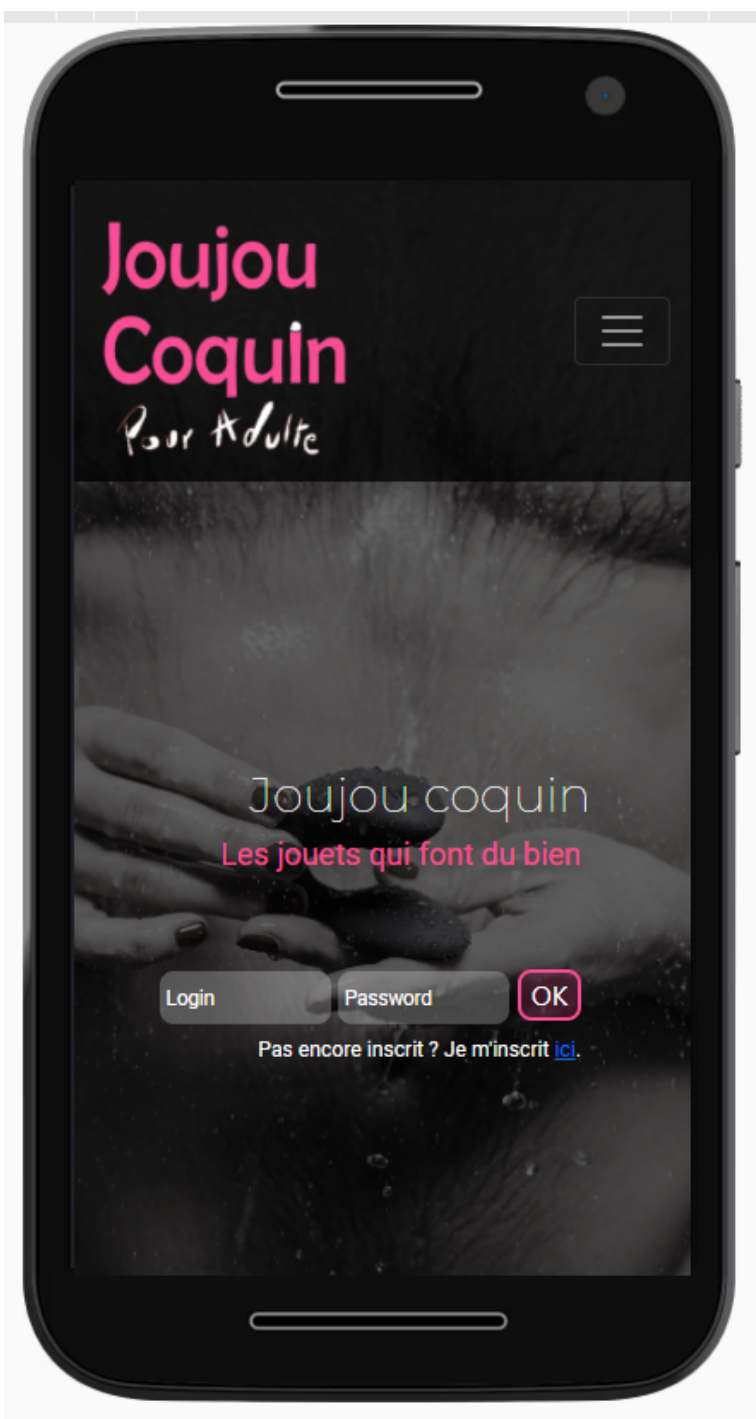 Joujou
Coquin
Pour Adulte
Joujou coquin
Les jouets qui font du bien
Login Password OK
Pas encore inscrit ? Je m'inscrit ici.